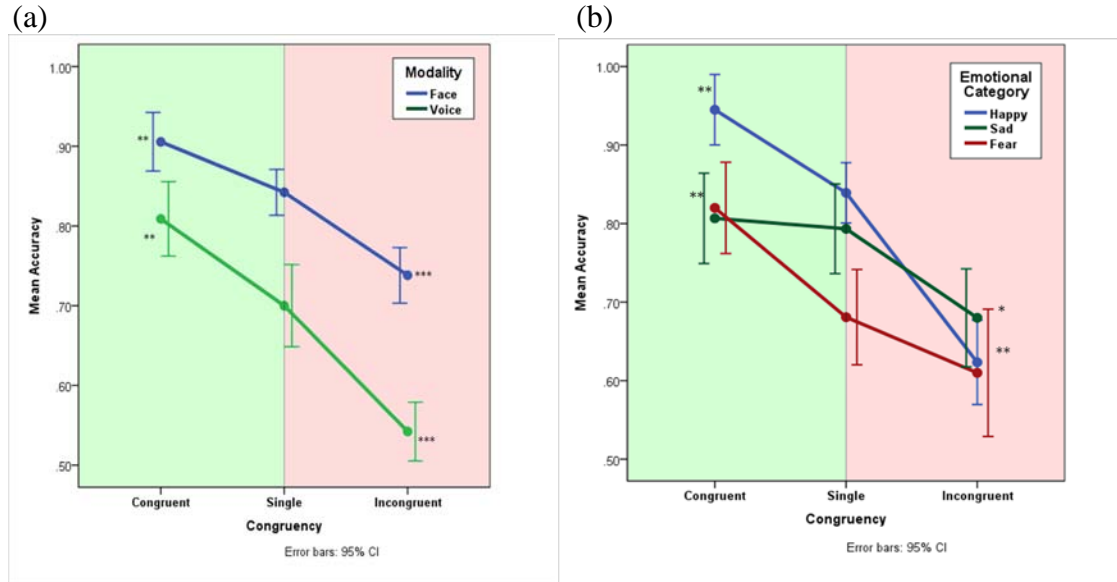 (a)
1.00
.90
.80
.70
.60
.50
Mean Accuracy
Modality
Face
Voice
**
**
***
***
Congruent
Single
Incongruent
Congruency
Error bars: 95% CI
(b)
1.00
.90
.80
.70
.60
.50
Mean Accuracy
Emotional
Category
Happy
Sad
Fear
**
**
*
**
Congruent
Single
Incongruent
Congruency
Error bars: 95% CI